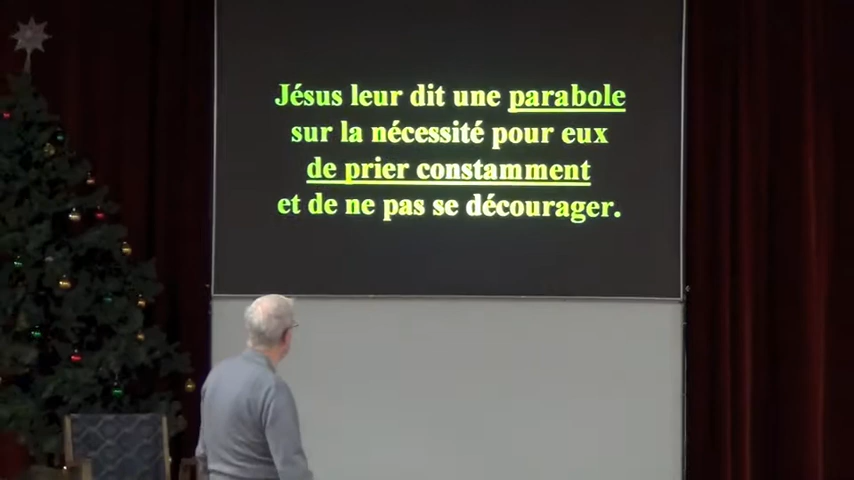 Jésus leur dit une parabole
sur la nécessité pour eux
de prier constamment
et de ne pas se décourager.